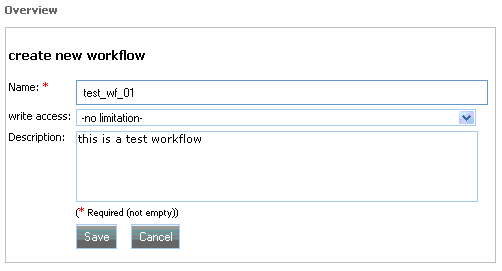 Overview
create new workflow
Name: * test_wf_01
write access: -no limitation-
Description: this is a test workflow
(* Required (not empty))
Save Cancel